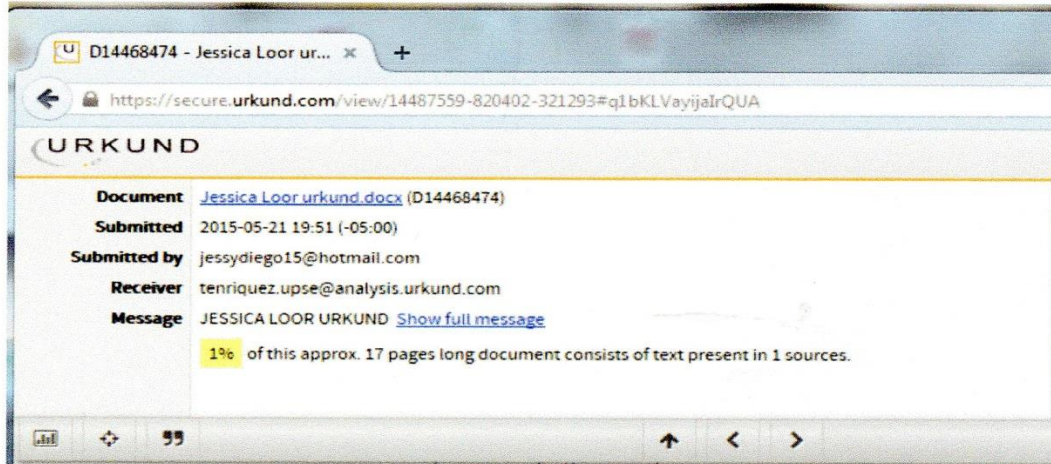 D14468474 - Jessica Loor ur... × +
https://secure.urkund.com/view/14487559-820402-321293#q1bKLVayijaIrQUA
URKUND
Document Jessica Loor urkund.docx (D14468474)
Submitted 2015-05-21 19:51 (-05:00)
Submitted by jessydiego15@hotmail.com
Receiver tenriquez.upse@analysis.urkund.com
Message JESSICA LOOR URKUND Show full message
1% of this approx. 17 pages long document consists of text present in 1 sources.